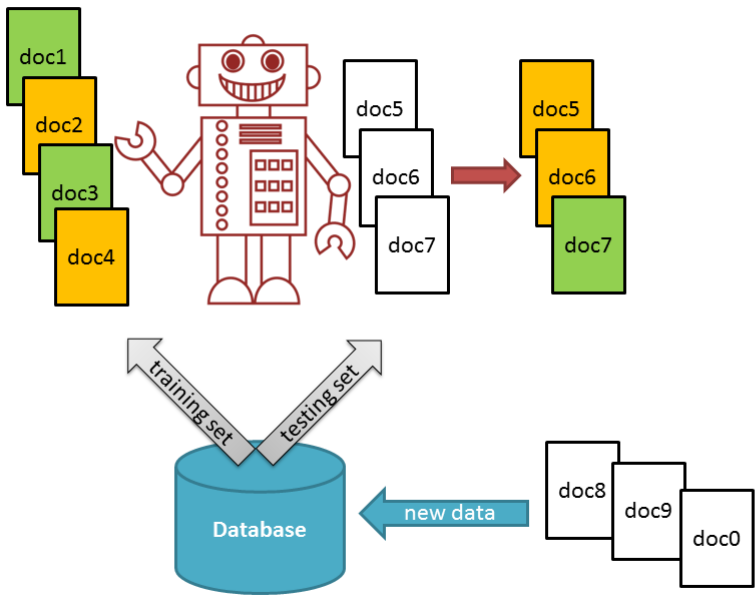 doc1
doc2
doc3
doc4
doc5
doc6
doc7
doc5
doc6
doc7
training set
testing set
Database
new data
doc8
doc9
doc0